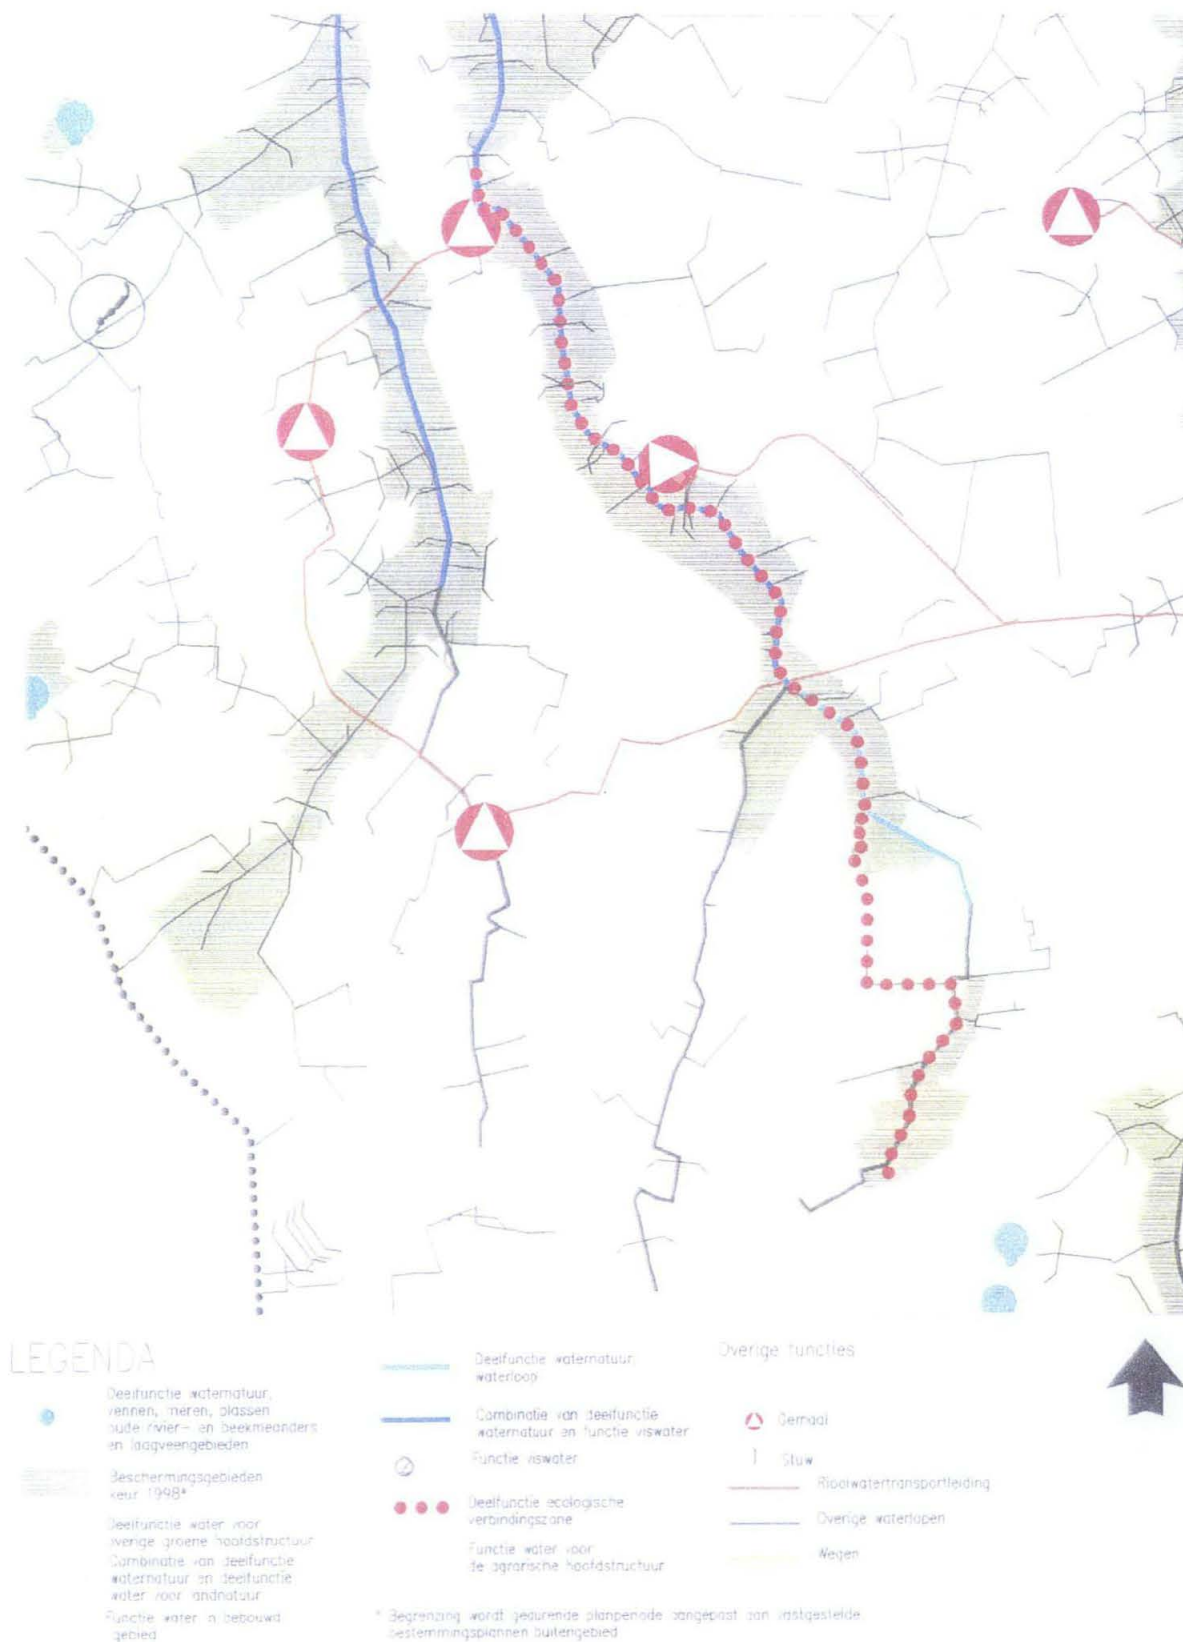 LEGENDA
Deelfunctie waternatuur,
vennen, meren, plassen
oude rivier- en beekmeanders
en laagveengebieden
Beschermingsgebieden
keur 1998*
Deelfunctie water voor
overige groene hoofdstructuur
Combinatie van deelfunctie
waternatuur en deelfunctie
water voor landnatuur
Functie water in bebouwd
gebied
Deelfunctie waternatuur,
waterloop
Combinatie van deelfunctie
waternatuur en functie viswater
Functie viswater
Deelfunctie ecologische
verbindingszone
Functie water voor
de agrarische hoofdstructuur
Overige functies
Gemaal
Stuw
Rioolwatertransportleiding
Overige waterlopen
Wegen
* Begrenzing wordt gedurende planperiode aangepast aan vastgestelde
bestemmingsplannen buitengebied